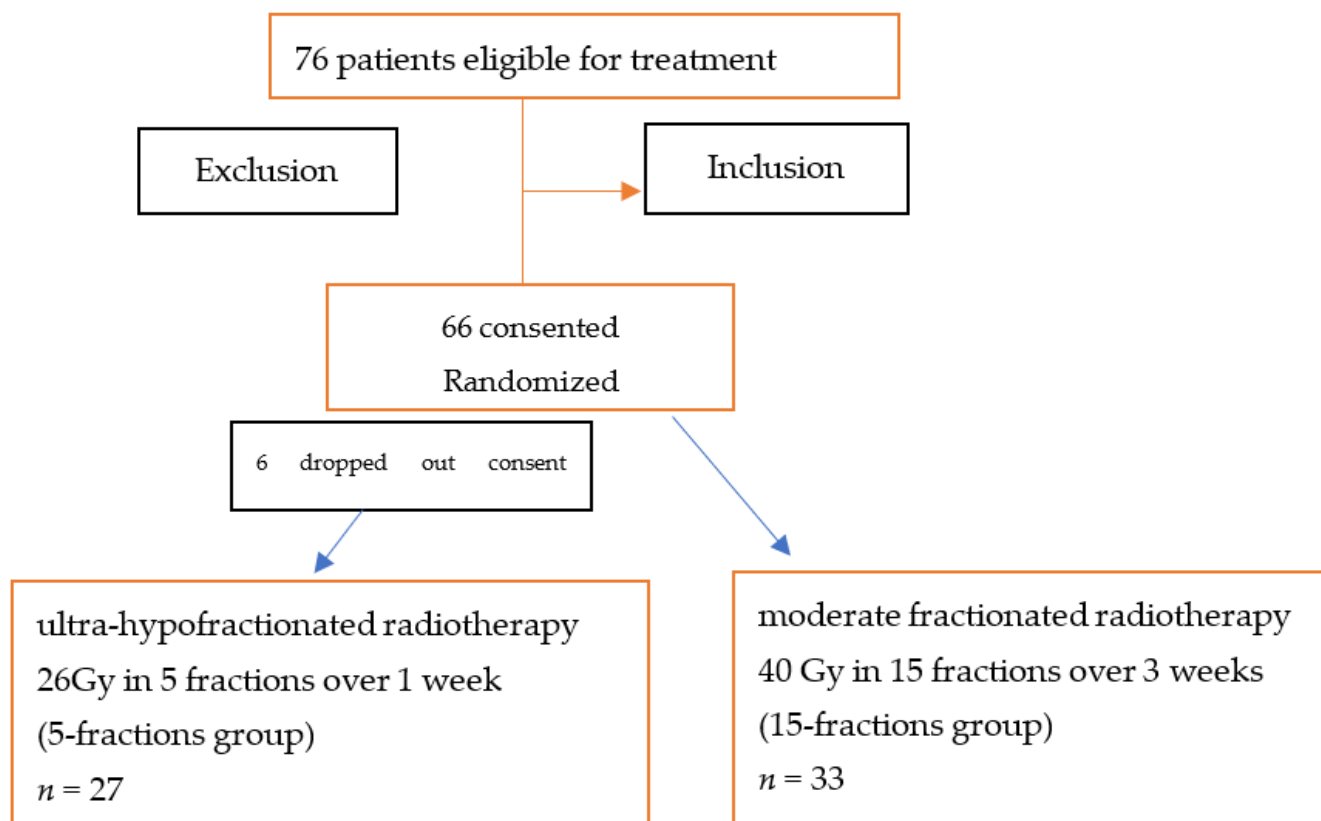 76 patients eligible for treatment
Exclusion
Inclusion
66 consented
Randomized
6 dropped out consent
ultra-hypofractionated radiotherapy
26Gy in 5 fractions over 1 week
(5-fractions group)
n = 27
moderate fractionated radiotherapy
40 Gy in 15 fractions over 3 weeks
(15-fractions group)
n = 33